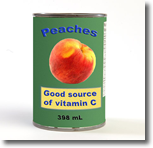 Peaches
Good source
of vitamin C
398 mL